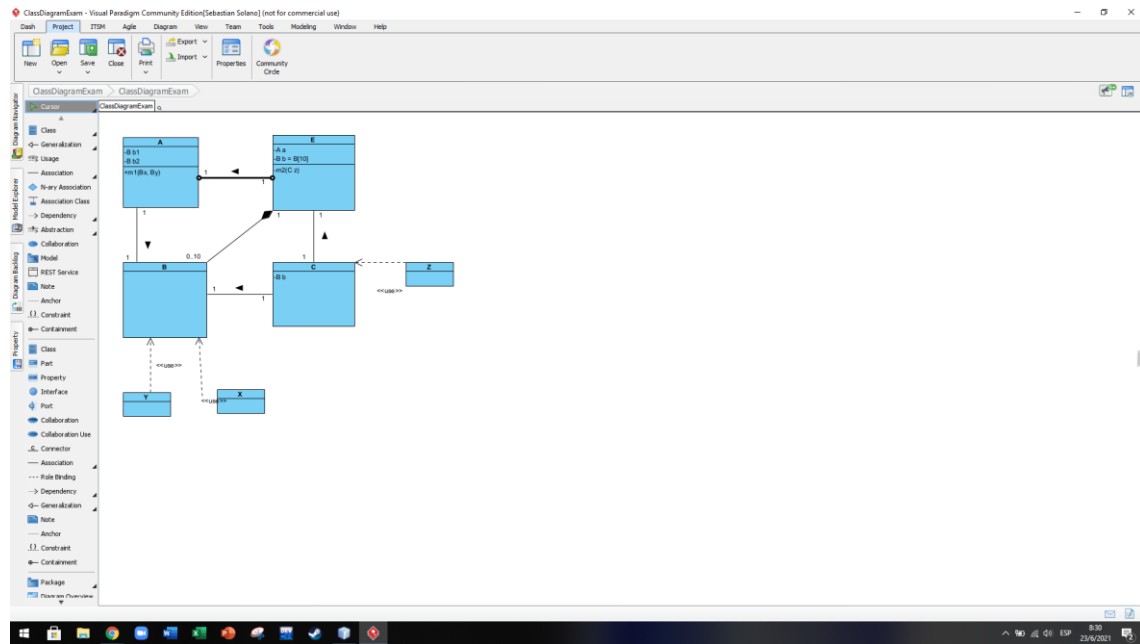 ClassDiagramExam - Visual Paradigm Community Edition[Sebastian Solano] (not for commercial use)
Dash Project ITSM Agile Diagram View Team Tools Modeling Window Help
New Open Save Close Print Export Import Properties Community Circle
ClassDiagramExam ClassDiagramExam
Diagram Navigator
Model Explorer
Diagram Backlog
Property
Cursor
Class
Generalization
Usage
Association
N-ary Association
Association Class
Dependency
Abstraction
Collaboration
Model
REST Service
Note
Anchor
Constraint
Containment
Class
Part
Property
Interface
Port
Collaboration
Collaboration Use
Connector
Association
Role Binding
Dependency
Generalization
Note
Anchor
Constraint
Containment
Package
Diagram Overview
ClassDiagramExam
A
-B b1
-B b2
+m1(Bx, By)
E
-A a
-B b = B[10]
-m2(C z)
1
1
1
1
1
1
0..10
1
B
C
-B b
1
1
Z
<<use>>
<<use>>
Y
<<use>>
X
ESP
8:30
23/6/2021